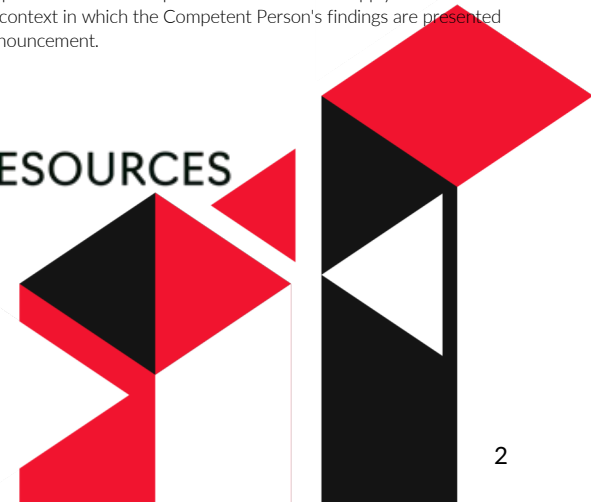 context in which the Competent Person's findings are presented
nouncement.
ESOURCES
2